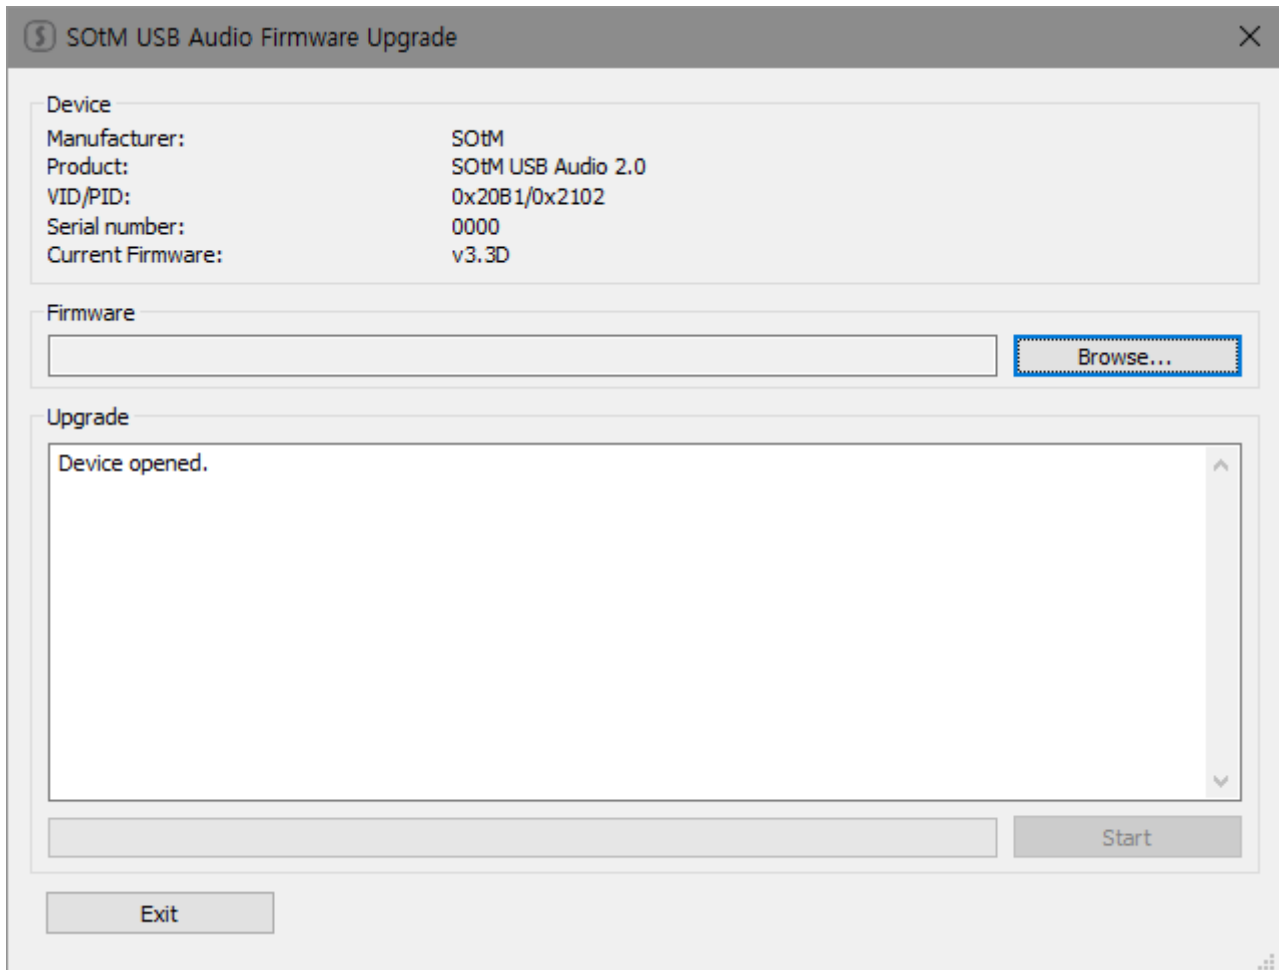 SOtM USB Audio Firmware Upgrade
Device
Manufacturer: SOtM
Product: SOtM USB Audio 2.0
VID/PID: 0x20B1/0x2102
Serial number: 0000
Current Firmware: v3.3D
Firmware
Browse...
Upgrade
Device opened.
Start
Exit